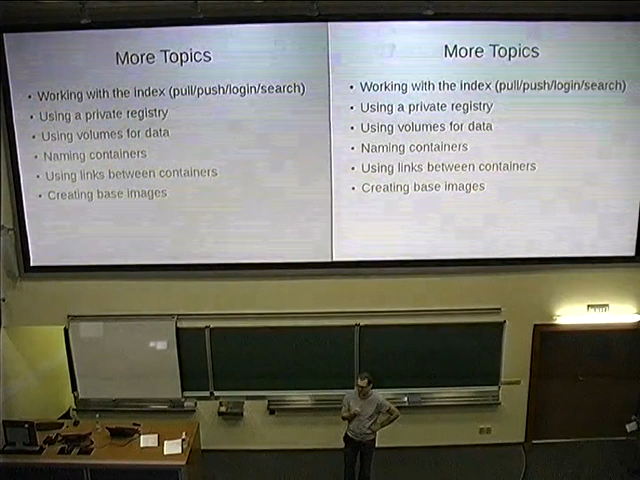 More Topics
• Working with the index (pull/push/login/search)
• Using a private registry
• Using volumes for data
• Naming containers
• Using links between containers
• Creating base images
More Topics
• Working with the index (pull/push/login/search)
• Using a private registry
• Using volumes for data
• Naming containers
• Using links between containers
• Creating base images